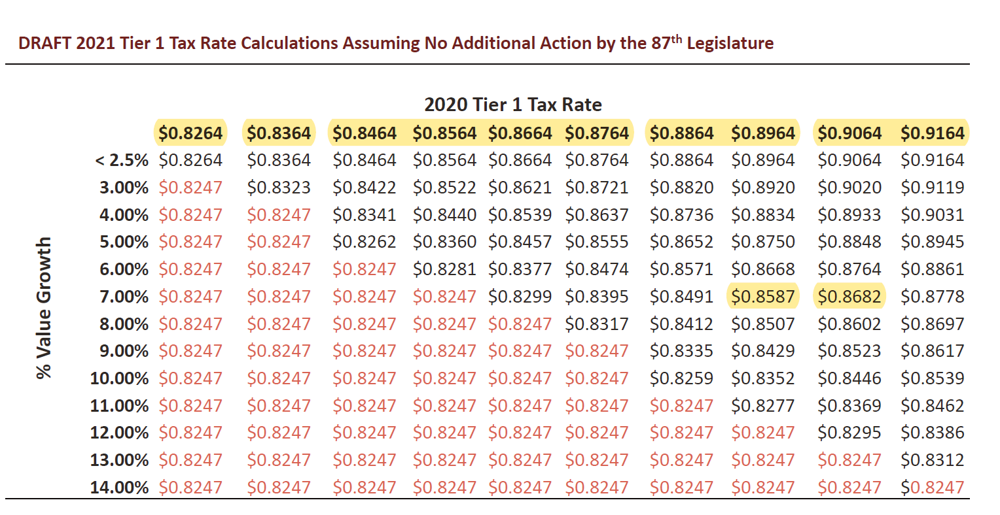 DRAFT 2021 Tier 1 Tax Rate Calculations Assuming No Additional Action by the 87th Legislature
2020 Tier 1 Tax Rate
$0.8264 $0.8364 $0.8464 $0.8564 $0.8664 $0.8764 $0.8864 $0.8964 $0.9064 $0.9164
% Value Growth
< 2.5% $0.8264 $0.8364 $0.8464 $0.8564 $0.8664 $0.8764 $0.8864 $0.8964 $0.9064 $0.9164
3.00% $0.8247 $0.8323 $0.8422 $0.8522 $0.8621 $0.8721 $0.8820 $0.8920 $0.9020 $0.9119
4.00% $0.8247 $0.8247 $0.8341 $0.8440 $0.8539 $0.8637 $0.8736 $0.8834 $0.8933 $0.9031
5.00% $0.8247 $0.8247 $0.8262 $0.8360 $0.8457 $0.8555 $0.8652 $0.8750 $0.8848 $0.8945
6.00% $0.8247 $0.8247 $0.8247 $0.8281 $0.8377 $0.8474 $0.8571 $0.8668 $0.8764 $0.8861
7.00% $0.8247 $0.8247 $0.8247 $0.8247 $0.8299 $0.8395 $0.8491 $0.8587 $0.8682 $0.8778
8.00% $0.8247 $0.8247 $0.8247 $0.8247 $0.8247 $0.8317 $0.8412 $0.8507 $0.8602 $0.8697
9.00% $0.8247 $0.8247 $0.8247 $0.8247 $0.8247 $0.8247 $0.8335 $0.8429 $0.8523 $0.8617
10.00% $0.8247 $0.8247 $0.8247 $0.8247 $0.8247 $0.8247 $0.8259 $0.8352 $0.8446 $0.8539
11.00% $0.8247 $0.8247 $0.8247 $0.8247 $0.8247 $0.8247 $0.8247 $0.8277 $0.8369 $0.8462
12.00% $0.8247 $0.8247 $0.8247 $0.8247 $0.8247 $0.8247 $0.8247 $0.8247 $0.8295 $0.8386
13.00% $0.8247 $0.8247 $0.8247 $0.8247 $0.8247 $0.8247 $0.8247 $0.8247 $0.8247 $0.8312
14.00% $0.8247 $0.8247 $0.8247 $0.8247 $0.8247 $0.8247 $0.8247 $0.8247 $0.8247 $0.8247